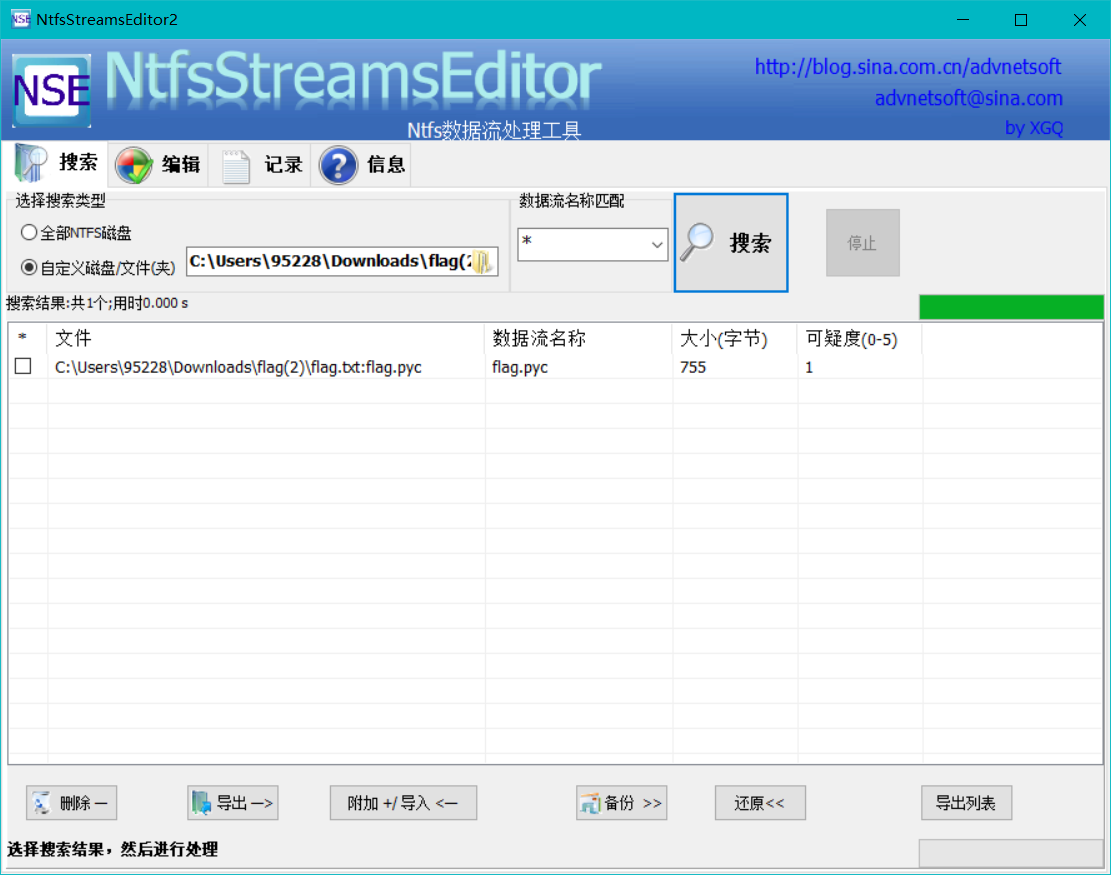 NSE NtfsStreamsEditor2
NSE NtfsStreamsEditor
Ntfs数据流处理工具
http://blog.sina.com.cn/advnetsoft
advnetsoft@sina.com
by XGQ
搜索 编辑 记录 信息
选择搜索类型
全部NTFS磁盘
自定义磁盘/文件(夹) C:\Users\95228\Downloads\flag(2
数据流名称匹配
*
搜索
停止
搜索结果:共1个;用时0.000 s
* 文件 数据流名称 大小(字节) 可疑度(0-5)
C:\Users\95228\Downloads\flag(2)\flag.txt:flag.pyc flag.pyc 755 1
删除 — 导出 —> 附加 +/导入 <— 备份 >> 还原<< 导出列表
选择搜索结果，然后进行处理